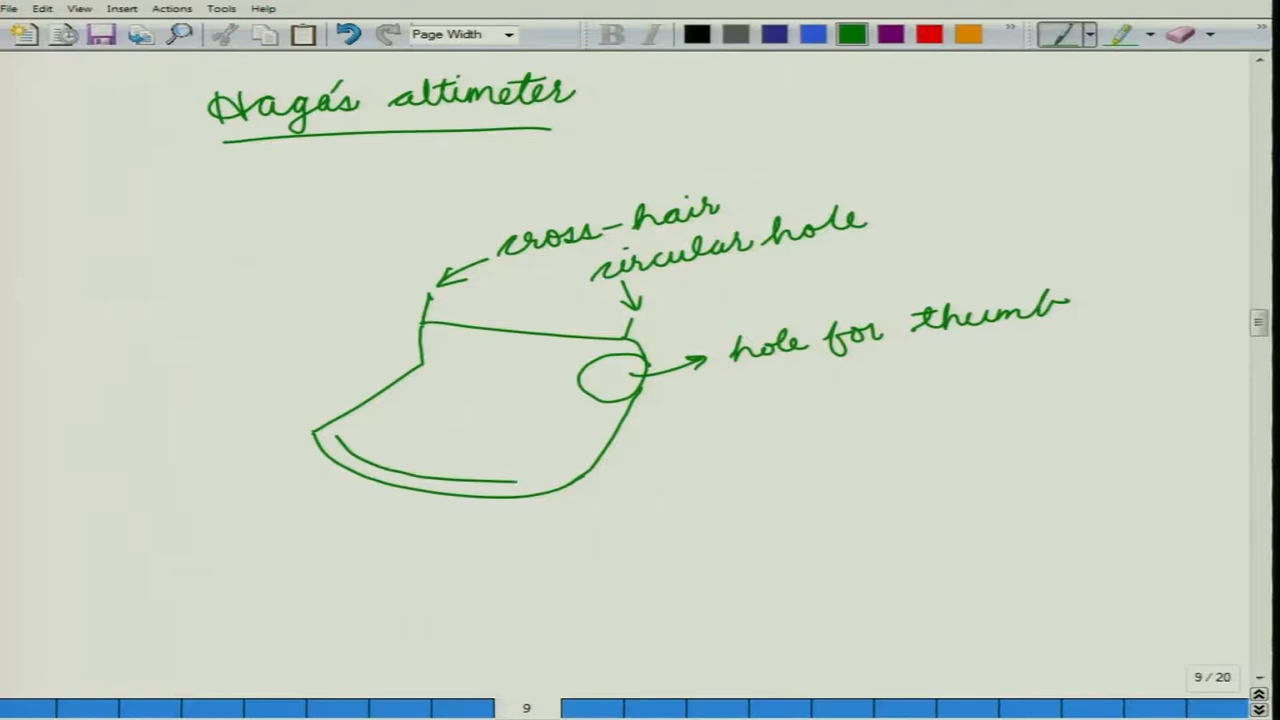 File Edit View Insert Actions Tools Help
Page Width
B I
Haga's altimeter
cross-hair
circular hole
hole for thumb
9 / 20
9